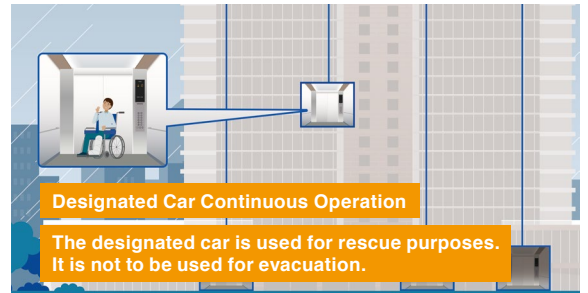 Designated Car Continuous Operation
The designated car is used for rescue purposes.
It is not to be used for evacuation.